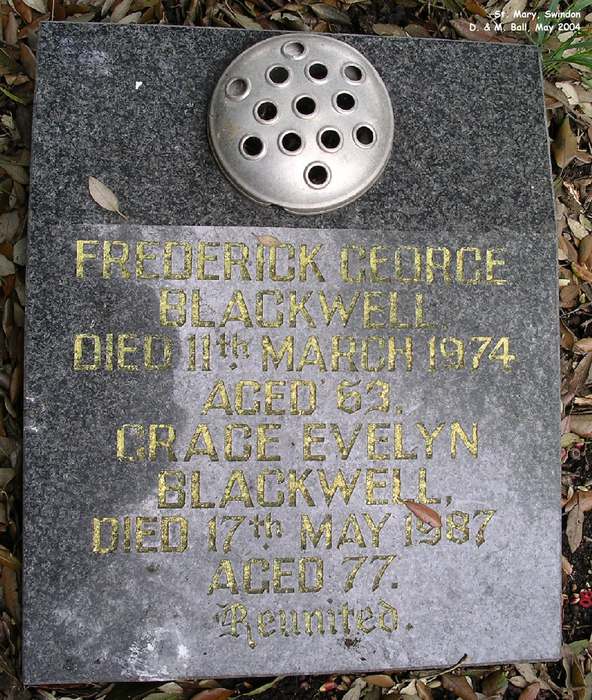 St. Mary, Swindon
D. & M. Ball, May 2004
FREDERICK GEORGE
BLACKWELL.
DIED 11th MARCH 1974
AGED 63.
GRACE EVELYN
BLACKWELL,
DIED 17th MAY 1987
AGED 77.
Reunited.